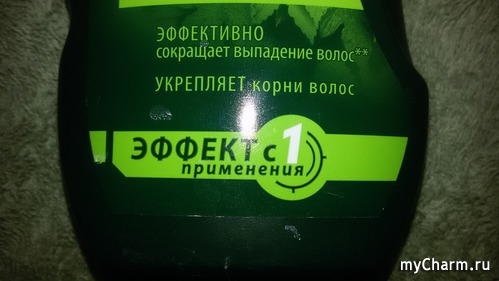 ЭФФЕКТИВНО
сокращает выпадение волос**
УКРЕПЛЯЕТ корни волос
ЭФФЕКТ с 1
применения
myCharm.ru